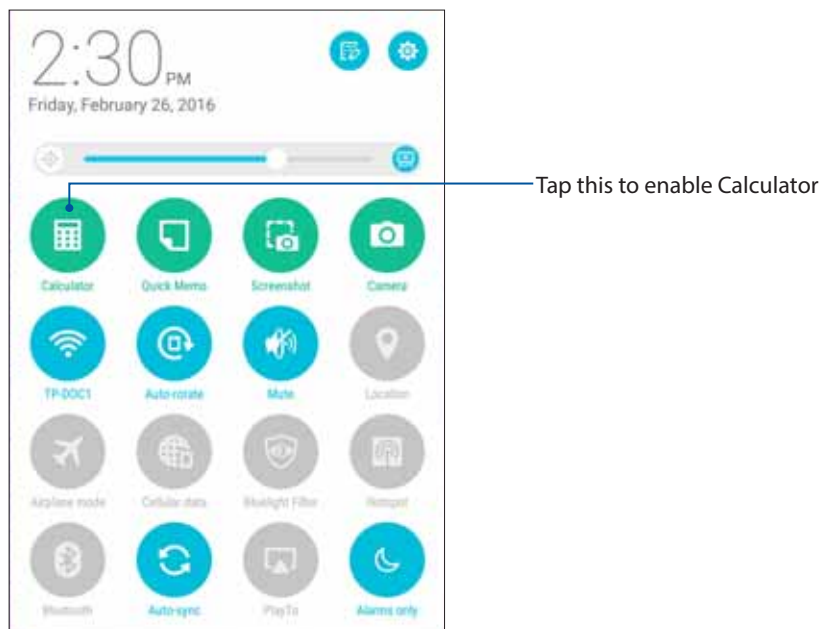 2:30 PM
Friday, February 26, 2016
Tap this to enable Calculator
Calculator Quick Memo Screenshot Camera
TP-DOC1 Auto-rotate Mute Location
Airplane mode Cellular data Bluelight Filter Hotspot
Bluetooth Auto-sync PlayTo Alarms only